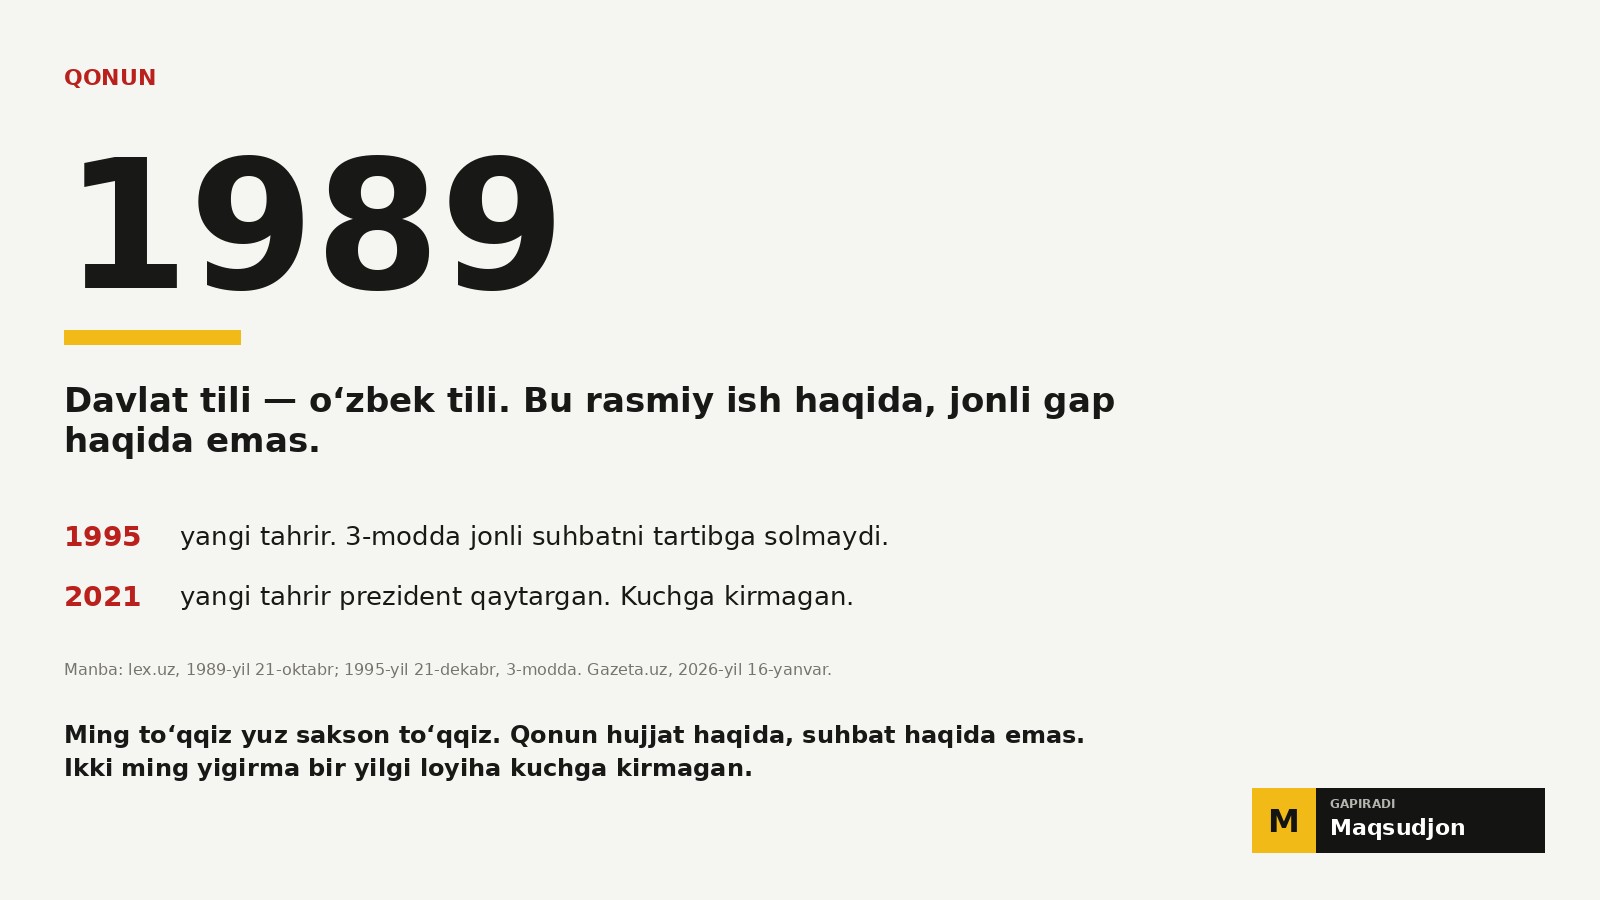 QONUN
1989
Davlat tili — o‘zbek tili. Bu rasmiy ish haqida, jonli gap
haqida emas.
1995 yangi tahrir. 3-modda jonli suhbatni tartibga solmaydi.
2021 yangi tahrir prezident qaytargan. Kuchga kirmagan.
Manba: lex.uz, 1989-yil 21-oktabr; 1995-yil 21-dekabr, 3-modda. Gazeta.uz, 2026-yil 16-yanvar.
Ming to‘qqiz yuz sakson to‘qqiz. Qonun hujjat haqida, suhbat haqida emas.
Ikki ming yigirma bir yilgi loyiha kuchga kirmagan.
M
GAPIRADI
Maqsudjon